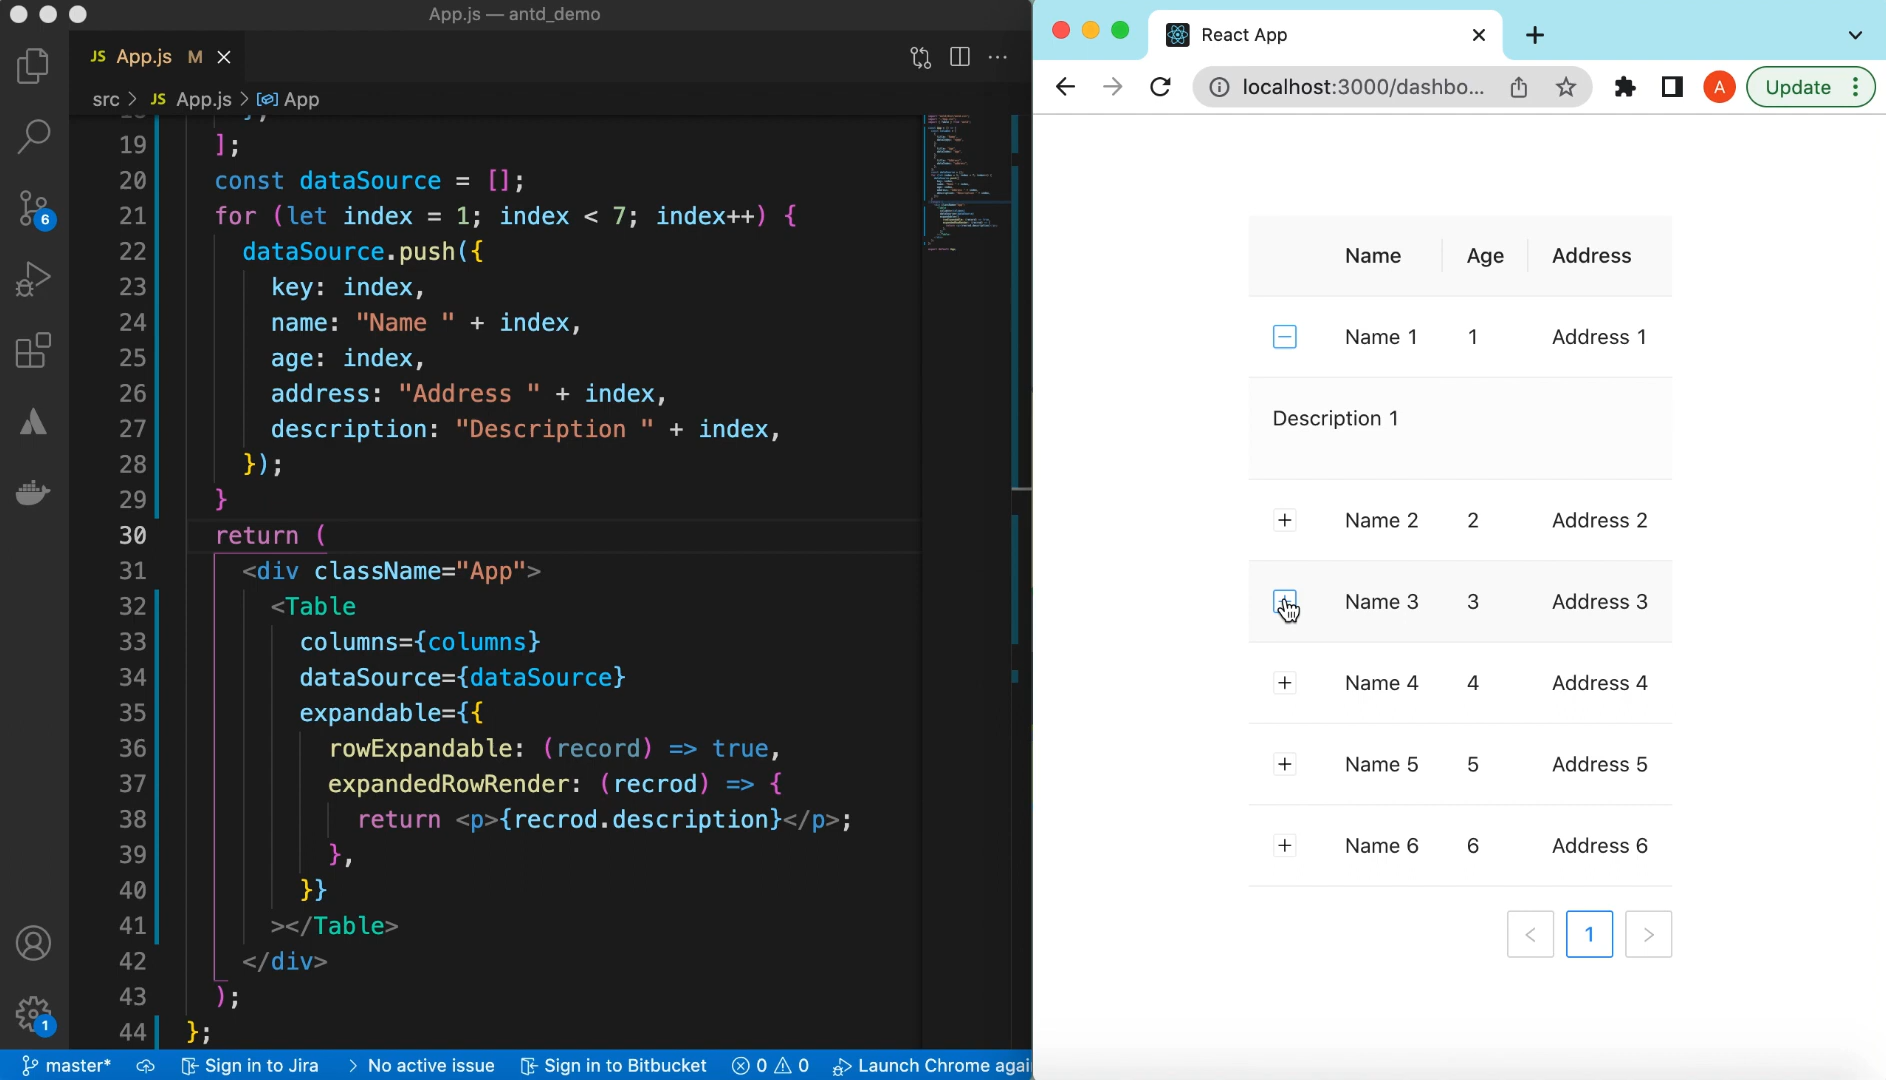 App.js — antd_demo
JS App.js M
src > JS App.js > App
19 ];
20 const dataSource = [];
21 for (let index = 1; index < 7; index++) {
22 dataSource.push({
23 key: index,
24 name: "Name " + index,
25 age: index,
26 address: "Address " + index,
27 description: "Description " + index,
28 });
29 }
30 return (
31 <div className="App">
32 <Table
33 columns={columns}
34 dataSource={dataSource}
35 expandable={{
36 rowExpandable: (record) => true,
37 expandedRowRender: (recrod) => {
38 return <p>{recrod.description}</p>;
39 },
40 }}
41 ></Table>
42 </div>
43 );
44 };
6
1
master* Sign in to Jira > No active issue Sign in to Bitbucket 0 0 Launch Chrome agai
React App
localhost:3000/dashbo... A Update
Name Age Address
Name 1 1 Address 1
Description 1
+ Name 2 2 Address 2
Name 3 3 Address 3
+ Name 4 4 Address 4
+ Name 5 5 Address 5
+ Name 6 6 Address 6
< 1 >